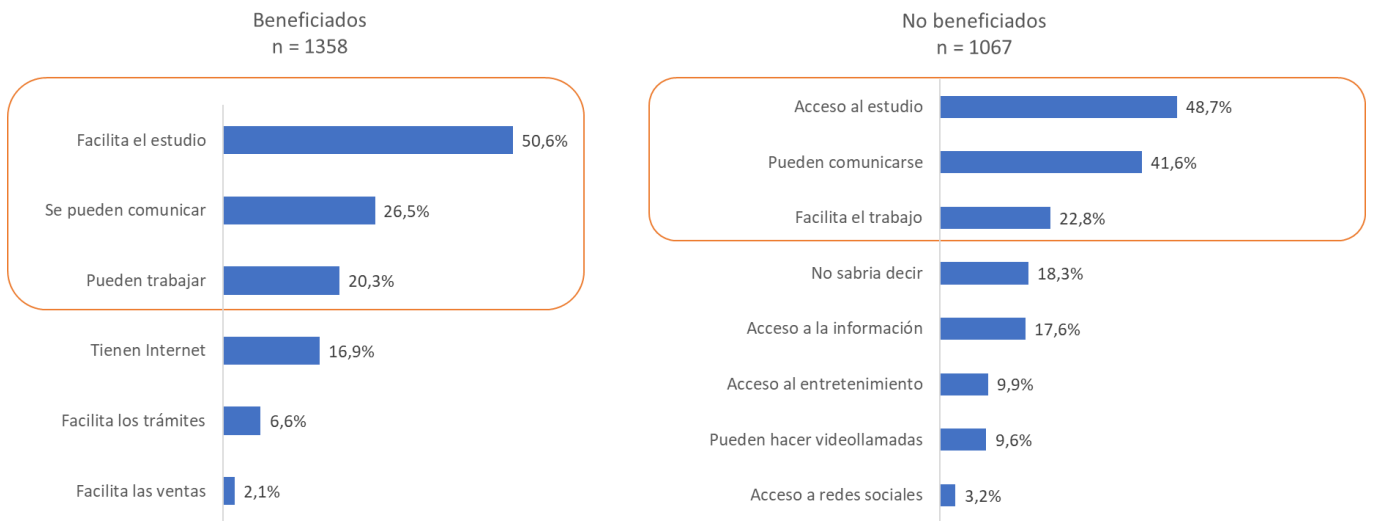 Beneficiados
n = 1358
Facilita el estudio
50,6%
Se pueden comunicar
26,5%
Pueden trabajar
20,3%
Tienen Internet
16,9%
Facilita los trámites
6,6%
Facilita las ventas
2,1%
No beneficiados
n = 1067
Acceso al estudio
48,7%
Pueden comunicarse
41,6%
Facilita el trabajo
22,8%
No sabria decir
18,3%
Acceso a la información
17,6%
Acceso al entretenimiento
9,9%
Pueden hacer videollamadas
9,6%
Acceso a redes sociales
3,2%